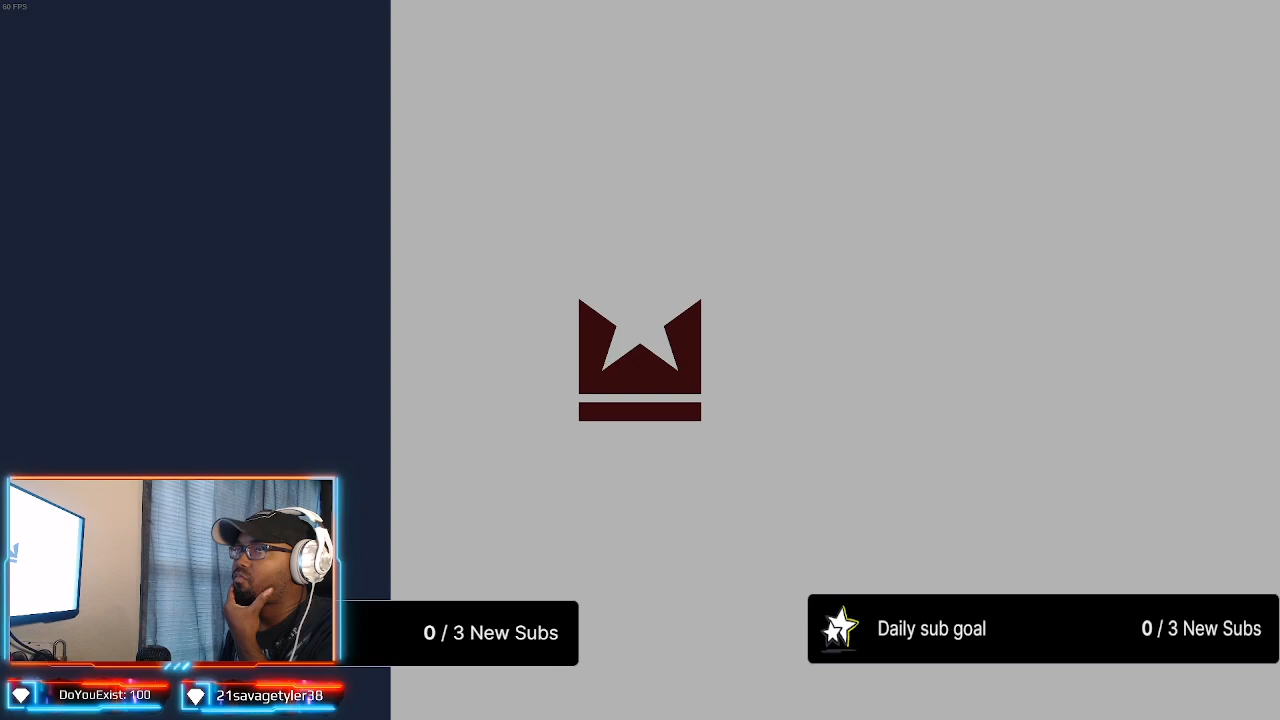 60 FPS
0 / 3 New Subs
Daily sub goal
0 / 3 New Subs
DoYouExist: 100
21savagetyler38